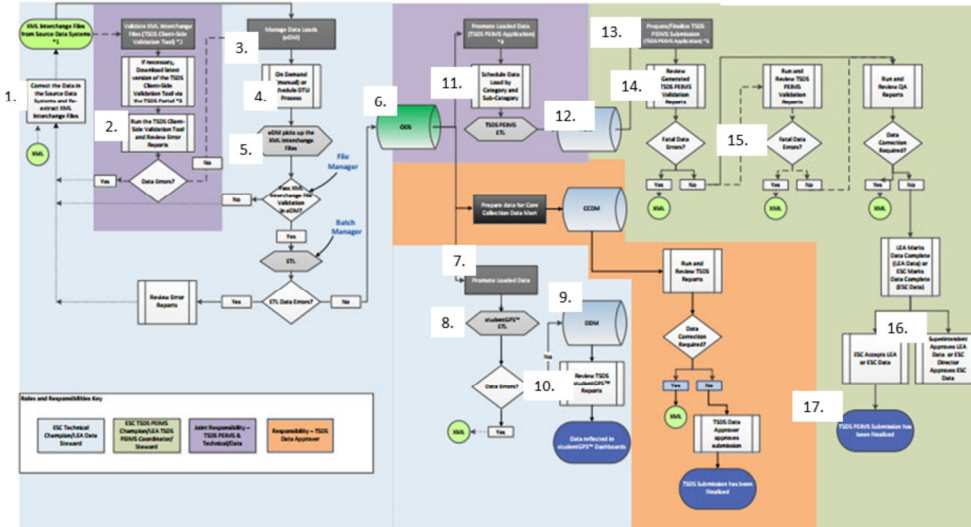 XML Interchange Files
from Source Data Systems
*1
1.
Correct the Data in
the Source Data
Systems and Re-
extract XML
Interchange Files
XML
Validate XML Interchange
Files (TSDS Client-Side
Validation Tool) *2
If necessary,
Download latest
version of the TSDS
Client-Side
Validation Tool via
the TSDS Portal *3
2.
Run the TSDS Client-
Side Validation Tool
and Review Error
Reports
Data Errors?
Yes
No
3.
Manage Data Loads
(eDM)
4.
On Demand
(manual) or
Schedule DTU
Process
5.
eDM picks up the
XML Interchange
Files
File
Manager
Pass XML
Interchange File
Validation
in eDM?
No
Yes
Batch
Manager
ETL
ETL Data Errors?
Yes
No
Review Error
Reports
6.
ODS
Promote Loaded Data
(TSDS PEIMS Application)
*4
11.
Schedule Data
Load by
Category and
Sub-Category
TSDS PEIMS
ETL
12.
Prepare data for Core
Collection Data Mart
CCDM
7.
Promote Loaded Data
8.
studentGPS™
ETL
Data Errors?
No
Yes
XML
9.
DDM
10.
Review TSDS
studentGPS™
Reports
Data reflected in
studentGPS™ Dashboards
13.
Prepare/Finalize TSDS
PEIMS Submission
(TSDS PEIMS Application) *5
14.
Review
Generated TSDS
PEIMS Validation
Reports
Fatal Data
Errors?
Yes
No
XML
Run and
Review TSDS
PEIMS
Validation
Reports
15.
Fatal Data
Errors?
Yes
No
XML
Run and
Review QA
Reports
Data
Correction
Required?
Yes
No
XML
Run and
Review TSDS
Reports
Data
Correction
Required?
Yes
No
XML
TSDS Data
Approver
approves
submission
TSDS Submission has been
Finalized
LEA Marks
Data Complete
(LEA Data) or
ESC Marks
Data Complete
(ESC Data)
16.
ESC Accepts LEA
or ESC Data
Superintendent
Approves LEA
Data or ESC
Director
Approves ESC
Data
17.
TSDS PEIMS Submission has
been Finalized
Roles and Responsibilities Key
ESC Technical
Champion/LEA Data
Steward
ESC TSDS PEIMS
Champion/LEA TSDS
PEIMS Coordinator/
Steward
Joint Responsibility –
TSDS PEIMS &
Technical/Data
Responsibility – TSDS
Data Approver